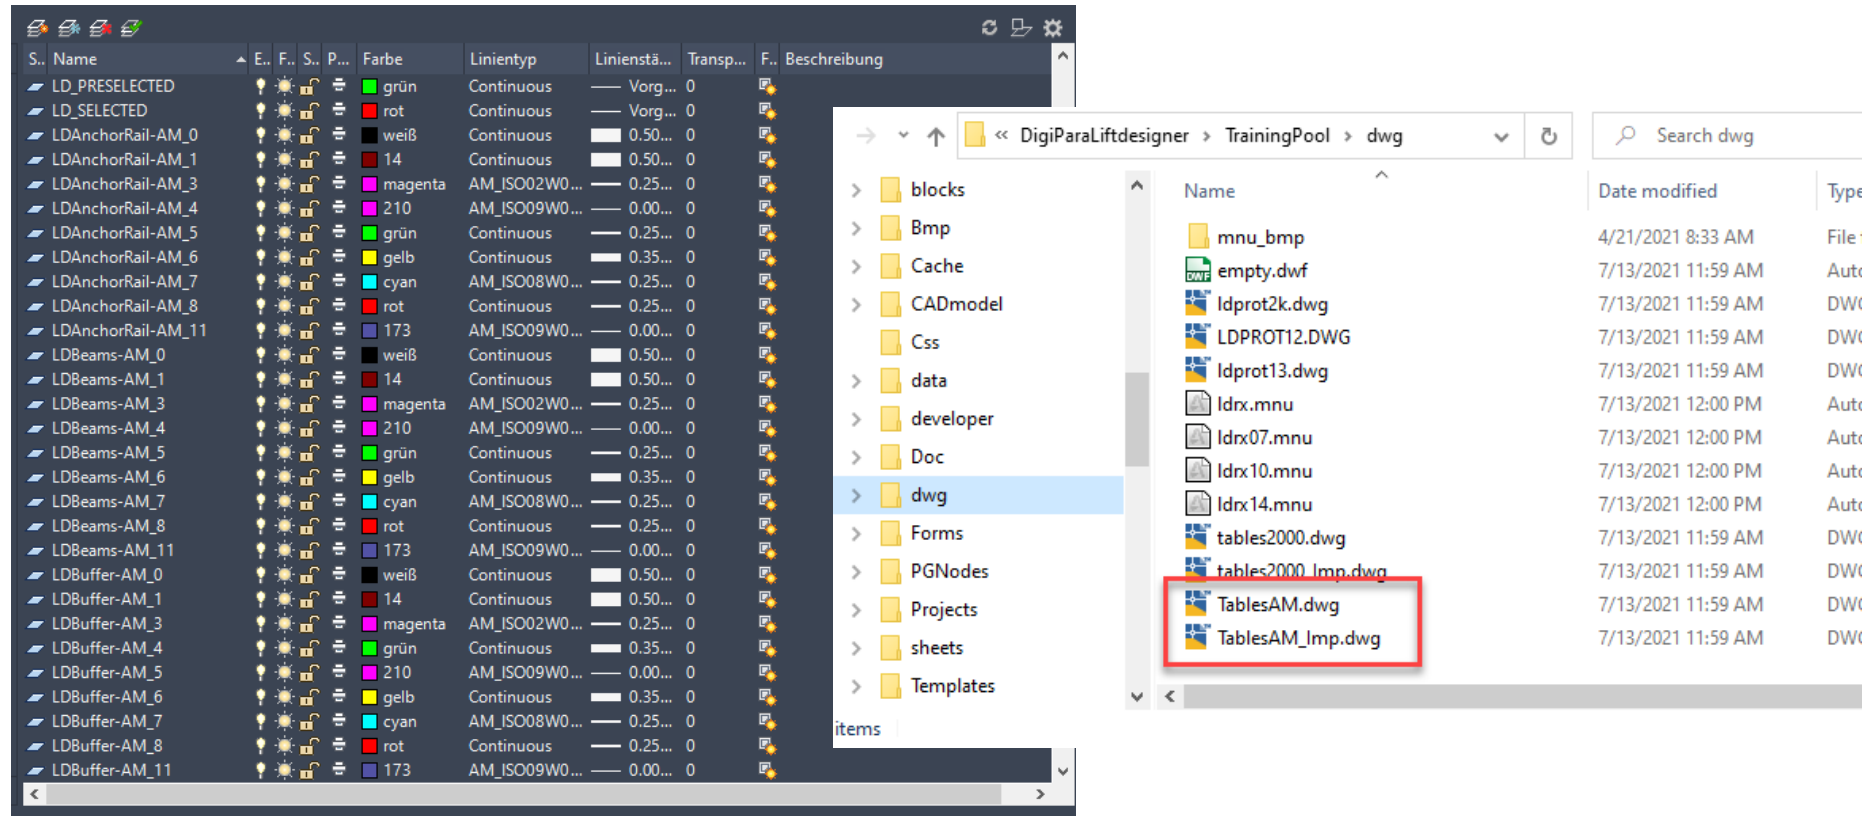 S.. Name E.. F.. S.. P... Farbe Linientyp Linienstä... Transp... F.. Beschreibung
LD_PRESELECTED grün Continuous Vorg... 0
LD_SELECTED rot Continuous Vorg... 0
LDAnchorRail-AM_0 weiß Continuous 0.50... 0
LDAnchorRail-AM_1 14 Continuous 0.50... 0
LDAnchorRail-AM_3 magenta AM_ISO02W0... 0.25... 0
LDAnchorRail-AM_4 210 AM_ISO09W0... 0.00... 0
LDAnchorRail-AM_5 grün Continuous 0.25... 0
LDAnchorRail-AM_6 gelb Continuous 0.35... 0
LDAnchorRail-AM_7 cyan AM_ISO08W0... 0.25... 0
LDAnchorRail-AM_8 rot Continuous 0.25... 0
LDAnchorRail-AM_11 173 AM_ISO09W0... 0.00... 0
LDBeams-AM_0 weiß Continuous 0.50... 0
LDBeams-AM_1 14 Continuous 0.50... 0
LDBeams-AM_3 magenta AM_ISO02W0... 0.25... 0
LDBeams-AM_4 210 AM_ISO09W0... 0.00... 0
LDBeams-AM_5 grün Continuous 0.25... 0
LDBeams-AM_6 gelb Continuous 0.35... 0
LDBeams-AM_7 cyan AM_ISO08W0... 0.25... 0
LDBeams-AM_8 rot Continuous 0.25... 0
LDBeams-AM_11 173 AM_ISO09W0... 0.00... 0
LDBuffer-AM_0 weiß Continuous 0.50... 0
LDBuffer-AM_1 14 Continuous 0.50... 0
LDBuffer-AM_3 magenta AM_ISO02W0... 0.25... 0
LDBuffer-AM_4 grün Continuous 0.35... 0
LDBuffer-AM_5 210 AM_ISO09W0... 0.00... 0
LDBuffer-AM_6 gelb Continuous 0.35... 0
LDBuffer-AM_7 cyan AM_ISO08W0... 0.25... 0
LDBuffer-AM_8 rot Continuous 0.25... 0
LDBuffer-AM_11 173 AM_ISO09W0... 0.00... 0
« DigiParaLiftdesigner > TrainingPool > dwg
Search dwg
blocks
Bmp
Cache
CADmodel
Css
data
developer
Doc
dwg
Forms
PGNodes
Projects
sheets
Templates
items
Name Date modified Type
mnu_bmp 4/21/2021 8:33 AM File
empty.dwf 7/13/2021 11:59 AM Auto
ldprot2k.dwg 7/13/2021 11:59 AM DWG
LDPROT12.DWG 7/13/2021 11:59 AM DWG
ldprot13.dwg 7/13/2021 11:59 AM DWG
ldrx.mnu 7/13/2021 12:00 PM Auto
ldrx07.mnu 7/13/2021 12:00 PM Auto
ldrx10.mnu 7/13/2021 12:00 PM Auto
ldrx14.mnu 7/13/2021 12:00 PM Auto
tables2000.dwg 7/13/2021 11:59 AM DWG
tables2000_Imp.dwg 7/13/2021 11:59 AM DWG
TablesAM.dwg 7/13/2021 11:59 AM DWG
TablesAM_Imp.dwg 7/13/2021 11:59 AM DWG